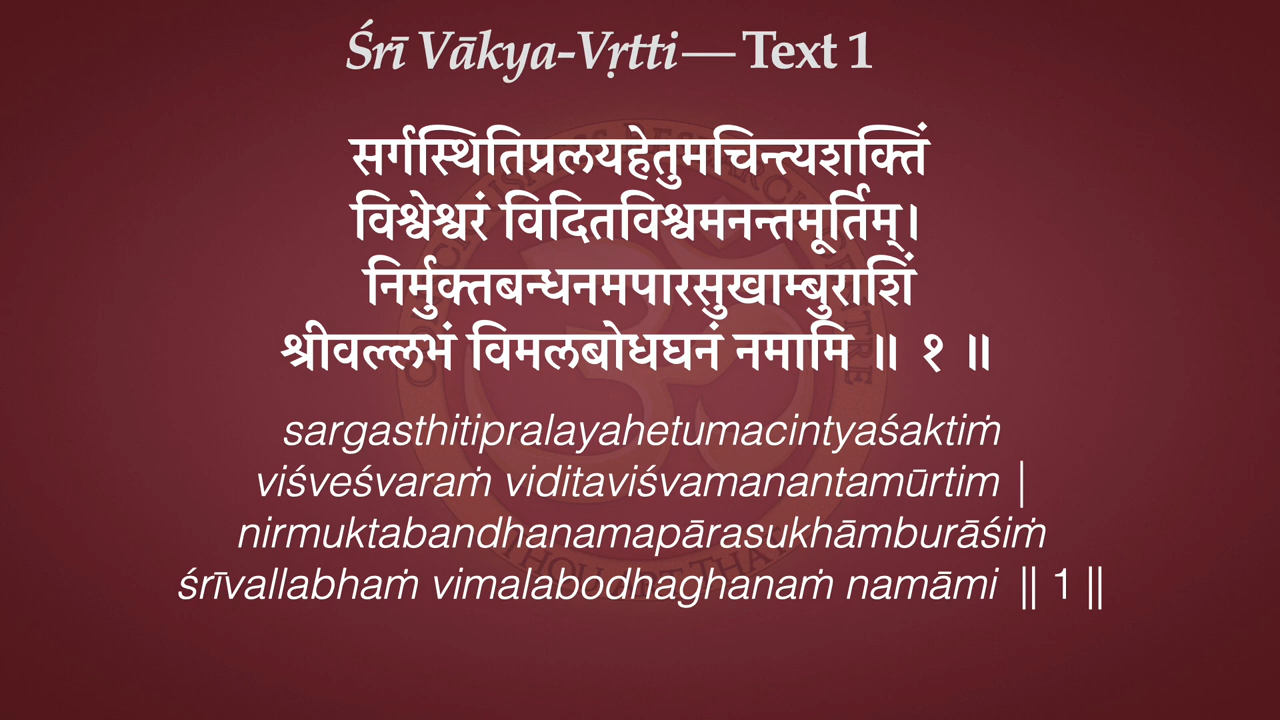 Śrī Vākya-Vṛtti—Text 1
सर्गस्थितिप्रलयहेतुमचिन्त्यशक्तिं
विश्वेश्वरं विदितविश्वमनन्तमूर्तिम्।
निर्मुक्तबन्धनमपारसुखाम्बुराशिं
श्रीवल्लभं विमलबोधघनं नमामि ॥ १ ॥
sargasthitipralayahetumacintyaśaktiṁ
viśveśvaraṁ viditaviśvamanantamūrtim |
nirmuktabandhanamapārasukhāmburāśiṁ
śrīvallabhaṁ vimalabodhaghanaṁ namāmi || 1 ||